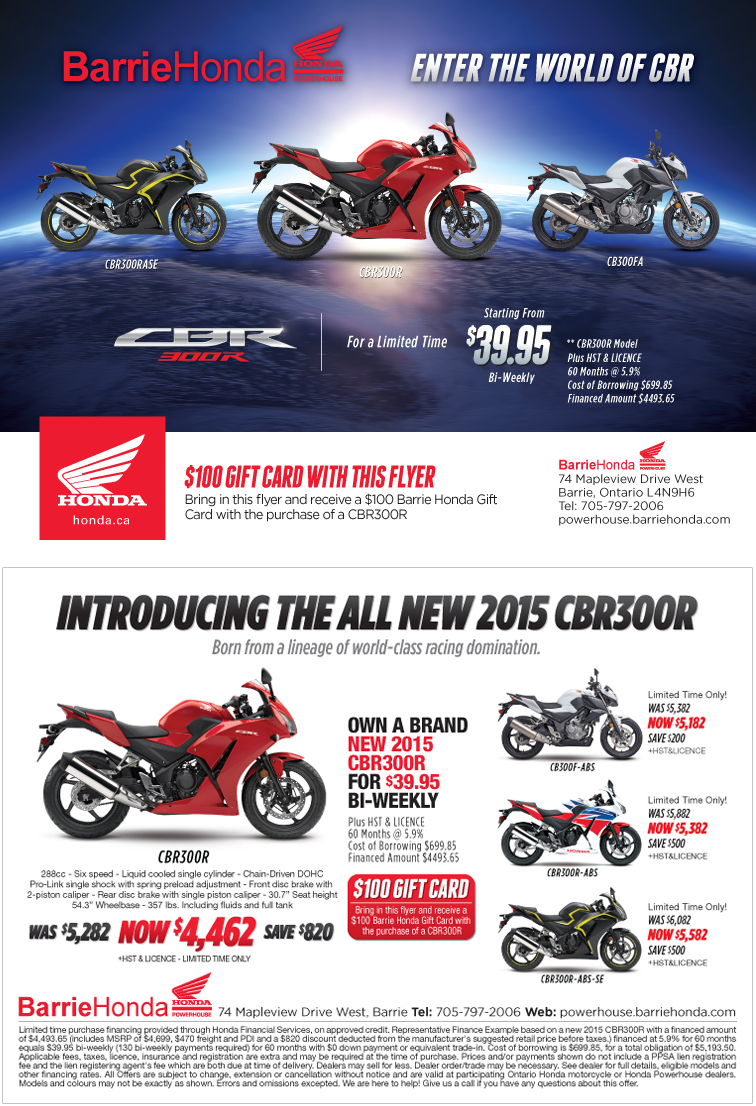 BarrieHonda
HONDA
POWERHOUSE
ENTER THE WORLD OF CBR
CBR300RASE
CBR300R
CB300FA
CBR
300R
For a Limited Time
Starting From
$39.95
Bi-Weekly
** CBR300R Model
Plus HST & LICENCE
60 Months @ 5.9%
Cost of Borrowing $699.85
Financed Amount $4493.65
HONDA
honda.ca
$100 GIFT CARD WITH THIS FLYER
Bring in this flyer and receive a $100 Barrie Honda Gift
Card with the purchase of a CBR300R
BarrieHonda
HONDA
POWERHOUSE
74 Mapleview Drive West
Barrie, Ontario L4N9H6
Tel: 705-797-2006
powerhouse.barriehonda.com
INTRODUCING THE ALL NEW 2015 CBR300R
Born from a lineage of world-class racing domination.
CBR300R
288cc - Six speed - Liquid cooled single cylinder - Chain-Driven DOHC
Pro-Link single shock with spring preload adjustment - Front disc brake with
2-piston caliper - Rear disc brake with single piston caliper - 30.7" Seat height
54.3" Wheelbase - 357 lbs. Including fluids and full tank
WAS $5,282 NOW $4,462 SAVE $820
+HST & LICENCE - LIMITED TIME ONLY
OWN A BRAND
NEW 2015
CBR300R
FOR $39.95
BI-WEEKLY
Plus HST & LICENCE
60 Months @ 5.9%
Cost of Borrowing $699.85
Financed Amount $4493.65
$100 GIFT CARD
Bring in this flyer and receive a
$100 Barrie Honda Gift Card with
the purchase of a CBR300R
CB300F-ABS
Limited Time Only!
WAS $5,382
NOW $5,182
SAVE $200
+HST&LICENCE
CBR300R-ABS
Limited Time Only!
WAS $5,882
NOW $5,382
SAVE $500
+HST&LICENCE
CBR300R-ABS-SE
Limited Time Only!
WAS $6,082
NOW $5,582
SAVE $500
+HST&LICENCE
BarrieHonda
HONDA
POWERHOUSE
74 Mapleview Drive West, Barrie Tel: 705-797-2006 Web: powerhouse.barriehonda.com
Limited time purchase financing provided through Honda Financial Services, on approved credit. Representative Finance Example based on a new 2015 CBR300R with a financed amount
of $4,493.65 (includes MSRP of $4,699, $470 freight and PDI and a $820 discount deducted from the manufacturer's suggested retail price before taxes.) financed at 5.9% for 60 months
equals $39.95 bi-weekly (130 bi-weekly payments required) for 60 months with $0 down payment or equivalent trade-in. Cost of borrowing is $699.85, for a total obligation of $5,193.50.
Applicable fees, taxes, licence, insurance and registration are extra and may be required at the time of purchase. Prices and/or payments shown do not include a PPSA lien registration
fee and the lien registering agent's fee which are both due at time of delivery. Dealers may sell for less. Dealer order/trade may be necessary. See dealer for full details, eligible models and
other financing rates. All Offers are subject to change, extension or cancellation without notice and are valid at participating Ontario Honda motorcycle or Honda Powerhouse dealers.
Models and colours may not be exactly as shown. Errors and omissions excepted. We are here to help! Give us a call if you have any questions about this offer.